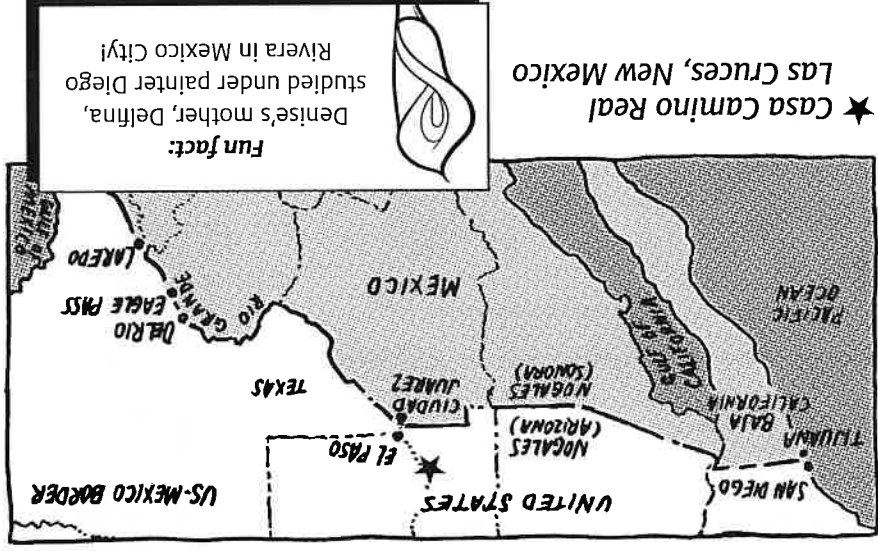 SAN DIEGO
TIJUANA
BAJA
CALIFORNIA
PACIFIC
OCEAN
UNITED STATES
US-MEXICO BORDER
NOGALES
(ARIZONA)
NOGALES
(SONORA)
EL PASO
CIUDAD
JUAREZ
TEXAS
GULF OF
CALIFORNIA
MEXICO
RIO
GRANDE
DEL RIO
EAGLE PASS
LAREDO
GULF OF
MEXICO
★ Casa Camino Real
Las Cruces, New Mexico
Fun fact:
Denise's mother, Delfina,
studied under painter Diego
Rivera in Mexico City!